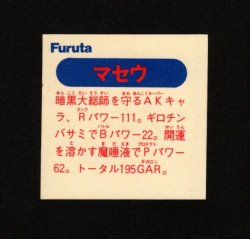 Furuta
マセウ
暗黒大総師を守るAKキャ
ラ、Rパワー111。ギロチン
バサミでBパワー22。開運
を溶かす魔唾液でPパワー
62。トータル195GAR。